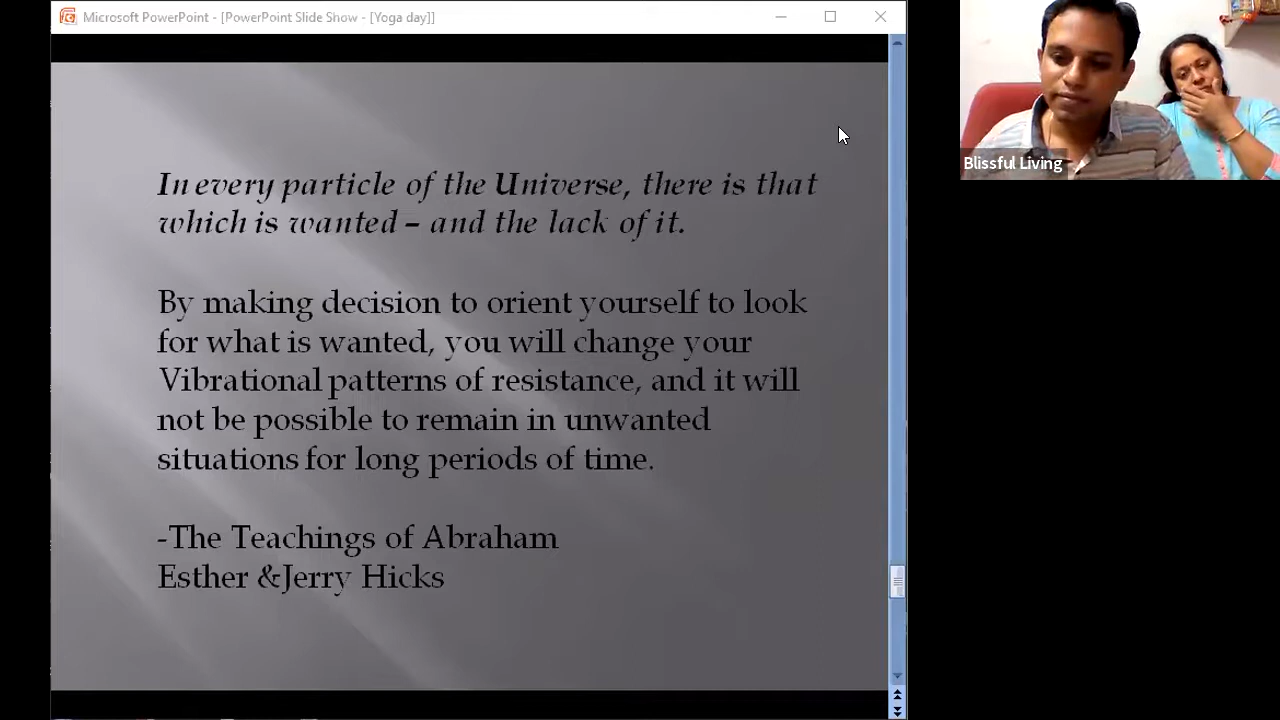 Microsoft PowerPoint - [PowerPoint Slide Show - [Yoga day]]
In every particle of the Universe, there is that
which is wanted – and the lack of it.
By making decision to orient yourself to look
for what is wanted, you will change your
Vibrational patterns of resistance, and it will
not be possible to remain in unwanted
situations for long periods of time.
-The Teachings of Abraham
Esther &Jerry Hicks
Blissful Living